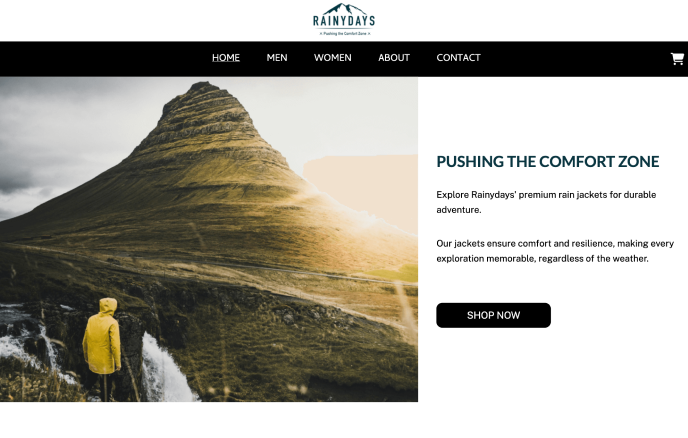 RAINYDAYS
Pushing the Comfort Zone
HOME MEN WOMEN ABOUT CONTACT
PUSHING THE COMFORT ZONE
Explore Rainydays' premium rain jackets for durable
adventure.
Our jackets ensure comfort and resilience, making every
exploration memorable, regardless of the weather.
SHOP NOW